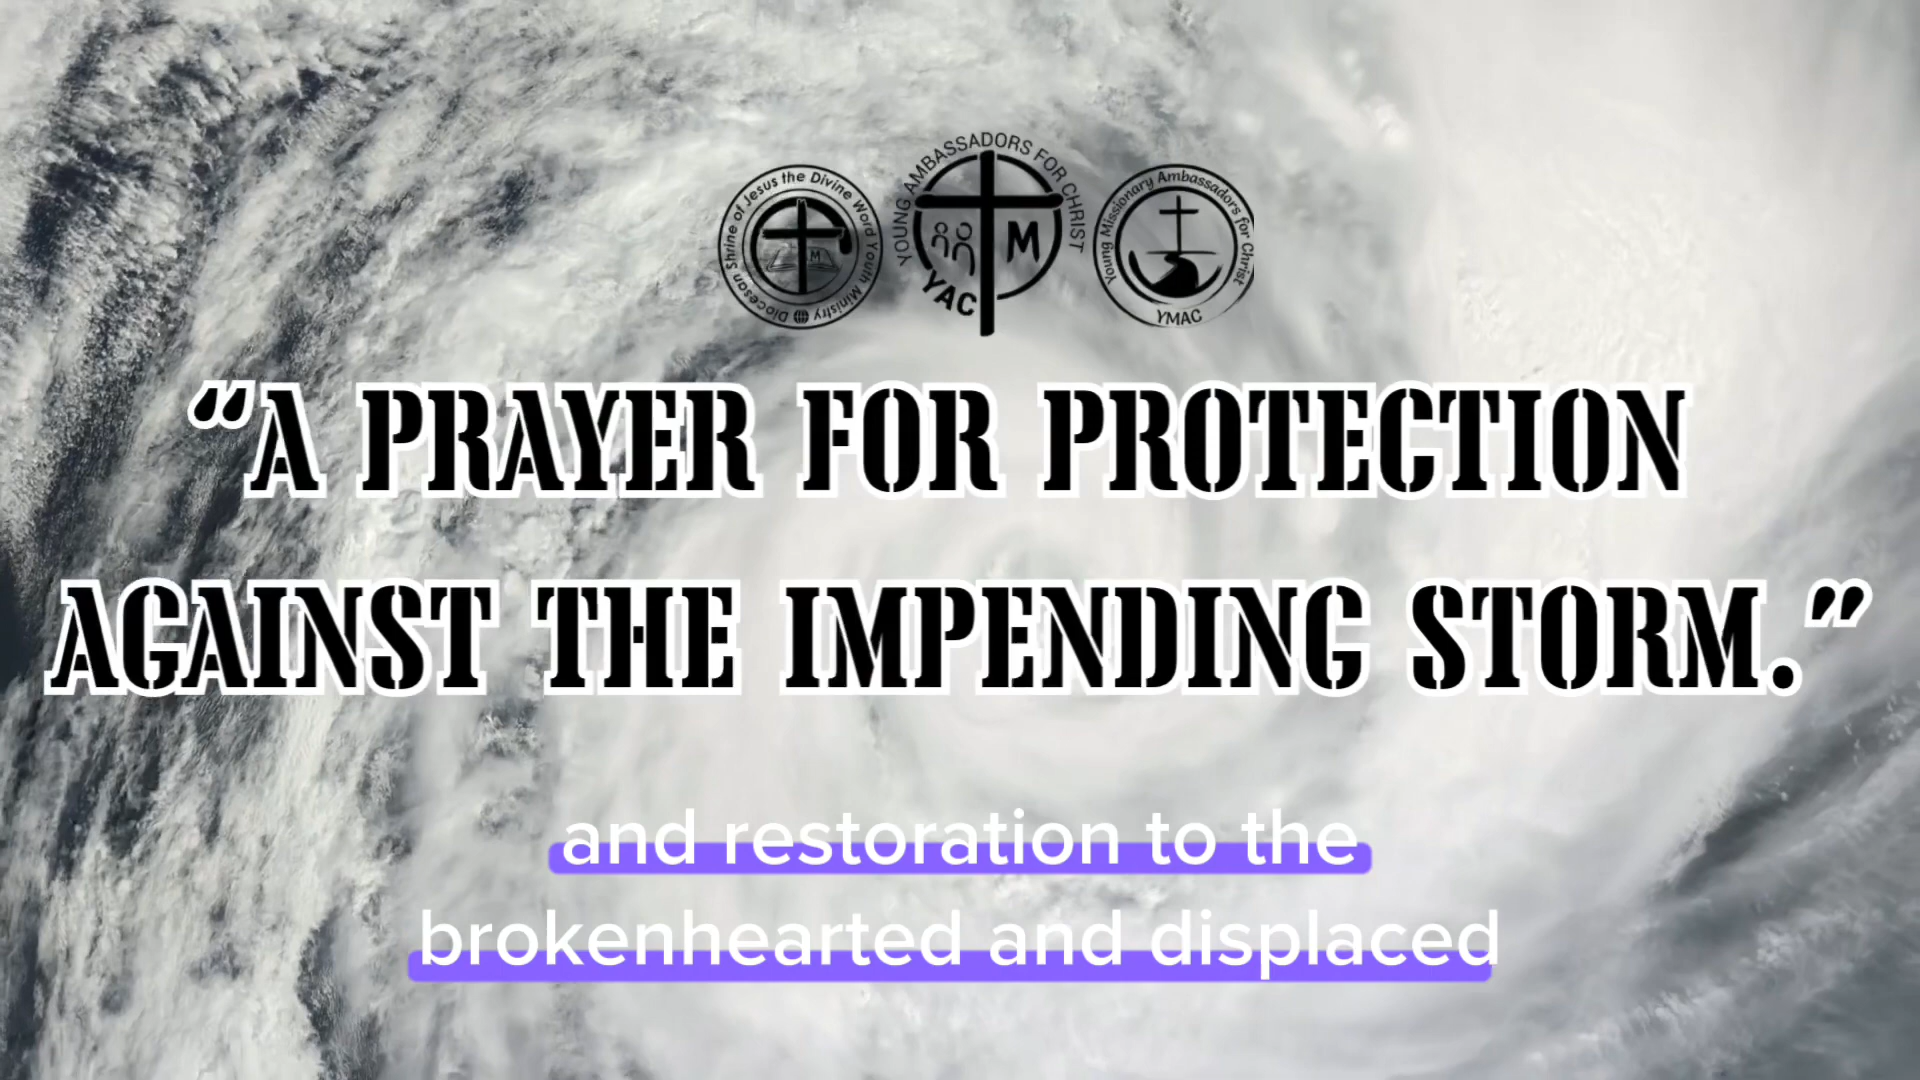 Diocesan Shrine of Jesus the Divine Word Youth Ministry
M
YOUNG AMBASSADORS FOR CHRIST
M
YAC
Young Missionary Ambassadors for Christ
YMAC
"A PRAYER FOR PROTECTION
AGAINST THE IMPENDING STORM."
and restoration to the
brokenhearted and displaced